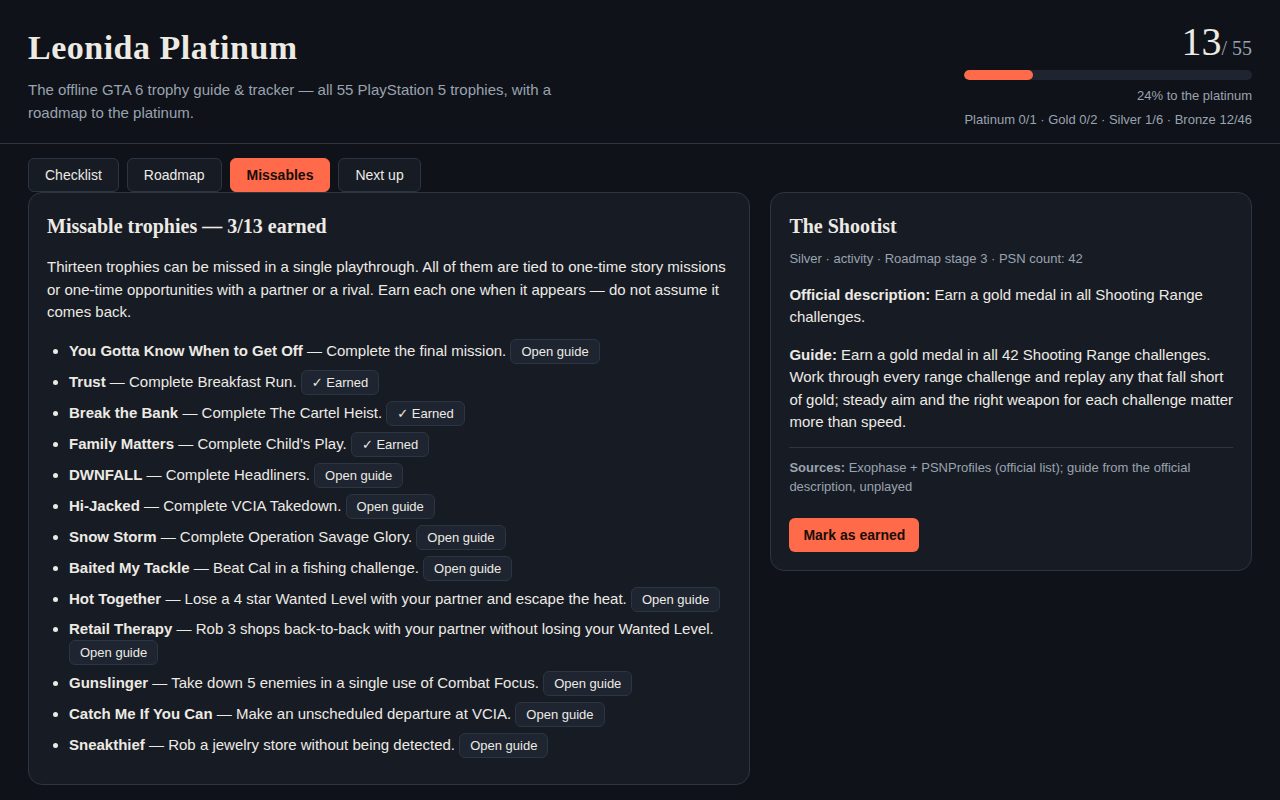 Leonida Platinum
The offline GTA 6 trophy guide & tracker — all 55 PlayStation 5 trophies, with a
roadmap to the platinum.
13/ 55
24% to the platinum
Platinum 0/1 · Gold 0/2 · Silver 1/6 · Bronze 12/46
Checklist
Roadmap
Missables
Next up
Missable trophies — 3/13 earned
Thirteen trophies can be missed in a single playthrough. All of them are tied to one-time story missions
or one-time opportunities with a partner or a rival. Earn each one when it appears — do not assume it
comes back.
• You Gotta Know When to Get Off — Complete the final mission. Open guide
• Trust — Complete Breakfast Run. ✓ Earned
• Break the Bank — Complete The Cartel Heist. ✓ Earned
• Family Matters — Complete Child's Play. ✓ Earned
• DWNFALL — Complete Headliners. Open guide
• Hi-Jacked — Complete VCIA Takedown. Open guide
• Snow Storm — Complete Operation Savage Glory. Open guide
• Baited My Tackle — Beat Cal in a fishing challenge. Open guide
• Hot Together — Lose a 4 star Wanted Level with your partner and escape the heat. Open guide
• Retail Therapy — Rob 3 shops back-to-back with your partner without losing your Wanted Level.
Open guide
• Gunslinger — Take down 5 enemies in a single use of Combat Focus. Open guide
• Catch Me If You Can — Make an unscheduled departure at VCIA. Open guide
• Sneakthief — Rob a jewelry store without being detected. Open guide
The Shootist
Silver · activity · Roadmap stage 3 · PSN count: 42
Official description: Earn a gold medal in all Shooting Range
challenges.
Guide: Earn a gold medal in all 42 Shooting Range challenges.
Work through every range challenge and replay any that fall short
of gold; steady aim and the right weapon for each challenge matter
more than speed.
Sources: Exophase + PSNProfiles (official list); guide from the official
description, unplayed
Mark as earned